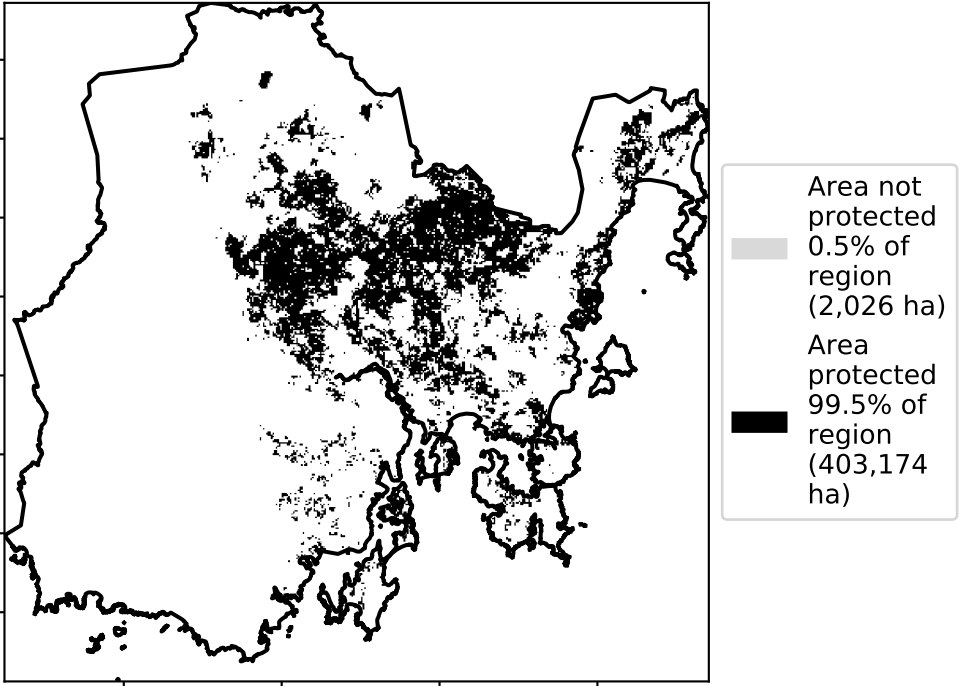 Area not
protected
0.5% of
region
(2,026 ha)
Area
protected
99.5% of
region
(403,174
ha)